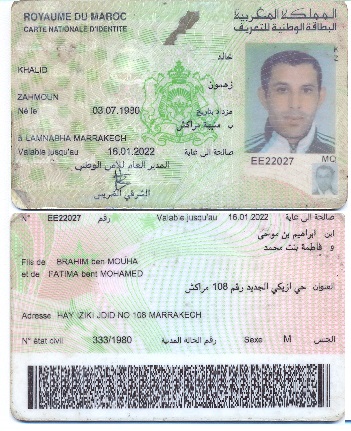 ROYAUME DU MAROC المملكة المغربية
CARTE NATIONALE D'IDENTITE البطاقة الوطنية للتعريف
KHALID خالد
ZAHMOUN زهمون
Né le 03.07.1980 مزداد بتاريخ
à LAMNABHA MARRAKECH
Valable jusqu'au 16.01.2022 صالحة الى غاية
المدير العام للأمن الوطني
الشرقي الضريس
EE22027
MQ
N° EE22027 رقم Valable jusqu'au 16.01.2022 صالحة الى غاية
ابن ابراهيم بن موحى
و فاطمة بنت محمد
Fils de BRAHIM ben MOUHA
et de FATIMA bent MOHAMED
العنوان حي ازيكي الجديد رقم 108 مراكش
Adresse HAY IZIKI JDID NO 108 MARRAKECH
N° état civil 333/1980 رقم الحالة المدنية Sexe M الجنس